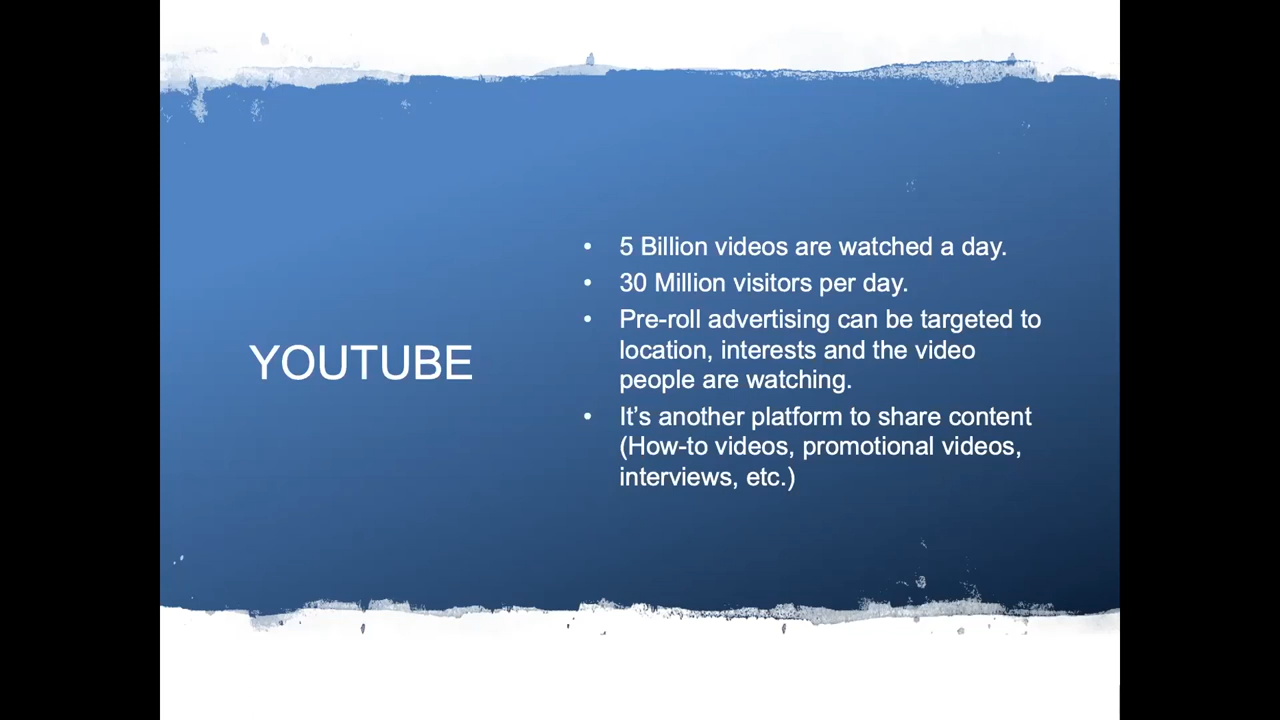 YOUTUBE
• 5 Billion videos are watched a day.
• 30 Million visitors per day.
• Pre-roll advertising can be targeted to
location, interests and the video
people are watching.
• It’s another platform to share content
(How-to videos, promotional videos,
interviews, etc.)